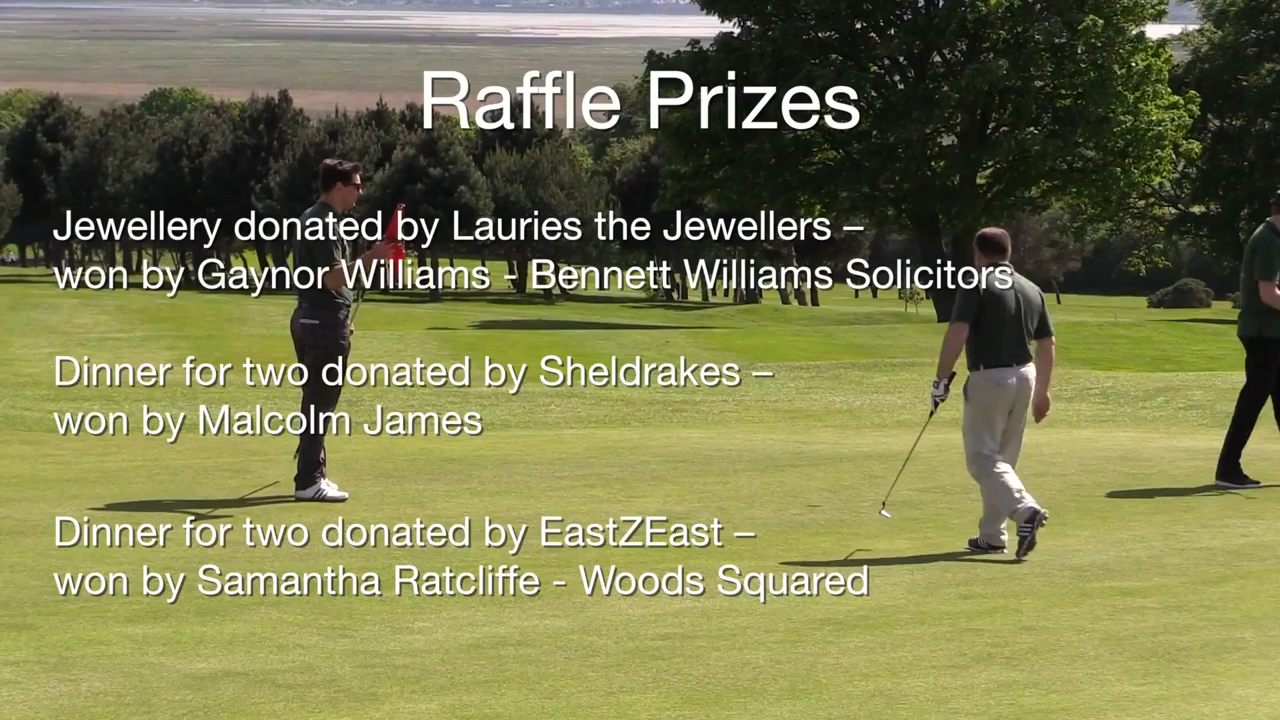 Raffle Prizes
Jewellery donated by Lauries the Jewellers –
won by Gaynor Williams - Bennett Williams Solicitors
Dinner for two donated by Sheldrakes –
won by Malcolm James
Dinner for two donated by EastZEast –
won by Samantha Ratcliffe - Woods Squared